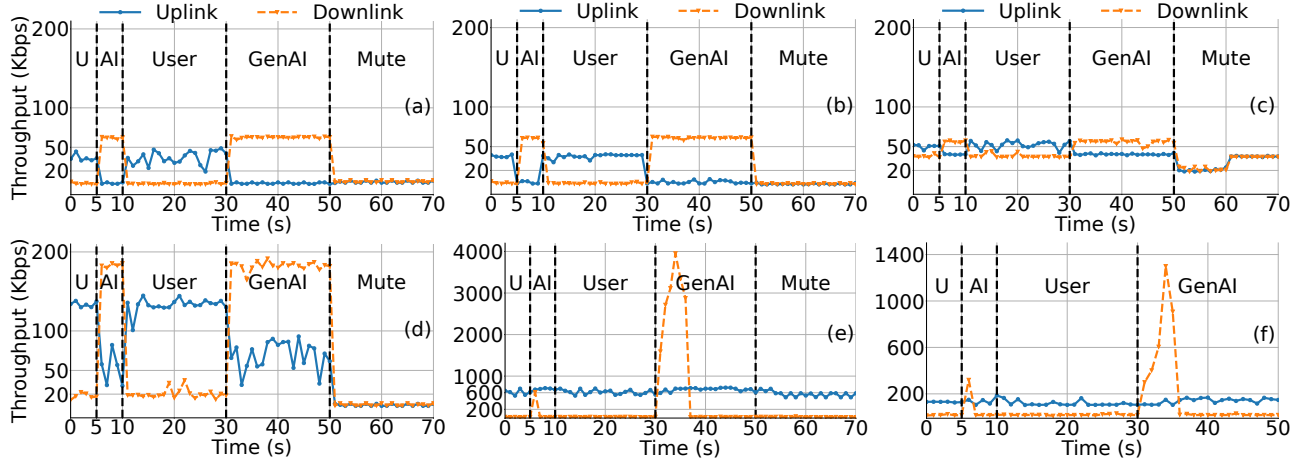 Uplink Downlink
Throughput (Kbps)
200
100
50
20
U AI User GenAI Mute
(a)
0 5 10 20 30 40 50 60 70
Time (s)
Uplink Downlink
200
100
50
20
U AI User GenAI Mute
(b)
0 5 10 20 30 40 50 60 70
Time (s)
Uplink Downlink
200
100
50
20
U AI User GenAI Mute
(c)
0 5 10 20 30 40 50 60 70
Time (s)
Throughput (Kbps)
200
100
50
20
U AI User GenAI Mute
(d)
0 5 10 20 30 40 50 60 70
Time (s)
4000
3000
1000
600
200
U AI User GenAI Mute
(e)
0 5 10 20 30 40 50 60 70
Time (s)
1400
1000
600
200
U AI User GenAI
(f)
0 5 10 20 30 40 50
Time (s)